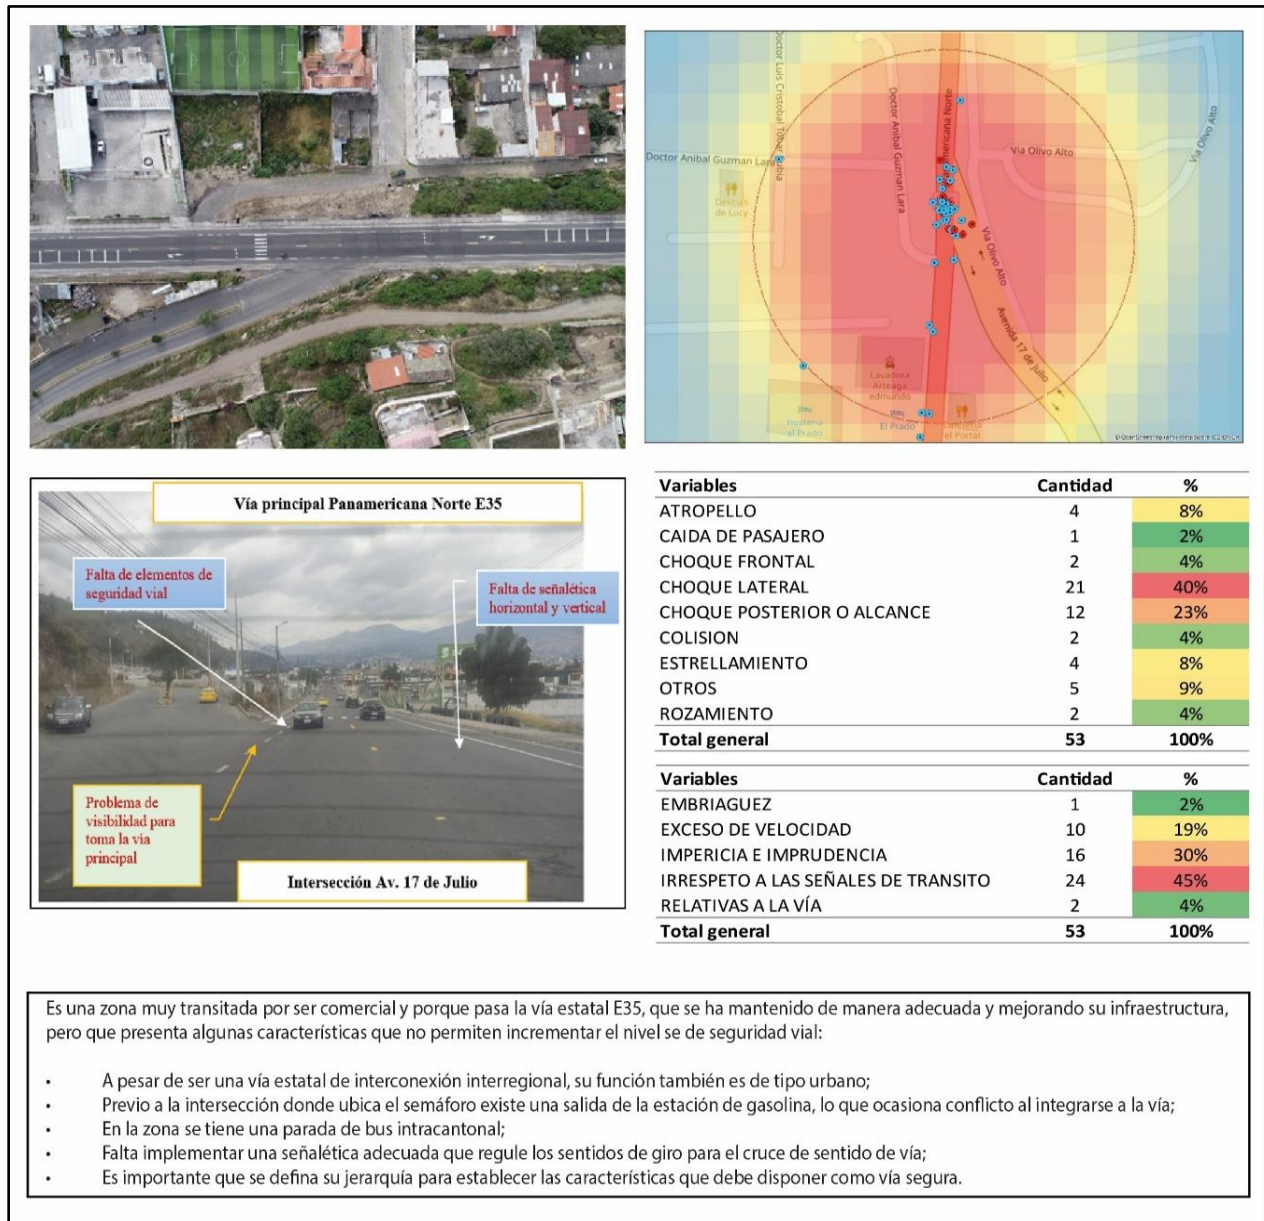 Doctor Luis Cristobal Tobar Subia
Doctor Anibal Guzman Lara
Delicias
de Lucy
Doctor Anibal Guzman Lara
americana Norte
Via Olivo Alto
Via Olivo Alto
Via Olivo Alto
Avenida 17 de Julio
Lavadora
Arteaga
edmundo
Hosteria
el Prado
El Prado
el Portal
Vía principal Panamericana Norte E35
Falta de elementos de
seguridad vial
Falta de señalética
horizontal y vertical
Problema de
visibilidad para
toma la vía
principal
Intersección Av. 17 de Julio
Variables Cantidad %
ATROPELLO 4 8%
CAIDA DE PASAJERO 1 2%
CHOQUE FRONTAL 2 4%
CHOQUE LATERAL 21 40%
CHOQUE POSTERIOR O ALCANCE 12 23%
COLISION 2 4%
ESTRELLAMIENTO 4 8%
OTROS 5 9%
ROZAMIENTO 2 4%
Total general 53 100%
Variables Cantidad %
EMBRIAGUEZ 1 2%
EXCESO DE VELOCIDAD 10 19%
IMPERICIA E IMPRUDENCIA 16 30%
IRRESPETO A LAS SEÑALES DE TRANSITO 24 45%
RELATIVAS A LA VÍA 2 4%
Total general 53 100%
Es una zona muy transitada por ser comercial y porque pasa la vía estatal E35, que se ha mantenido de manera adecuada y mejorando su infraestructura,
pero que presenta algunas características que no permiten incrementar el nivel se de seguridad vial:
• A pesar de ser una vía estatal de interconexión interregional, su función también es de tipo urbano;
• Previo a la intersección donde ubica el semáforo existe una salida de la estación de gasolina, lo que ocasiona conflicto al integrarse a la vía;
• En la zona se tiene una parada de bus intracantonal;
• Falta implementar una señalética adecuada que regule los sentidos de giro para el cruce de sentido de vía;
• Es importante que se defina su jerarquía para establecer las características que debe disponer como vía segura.